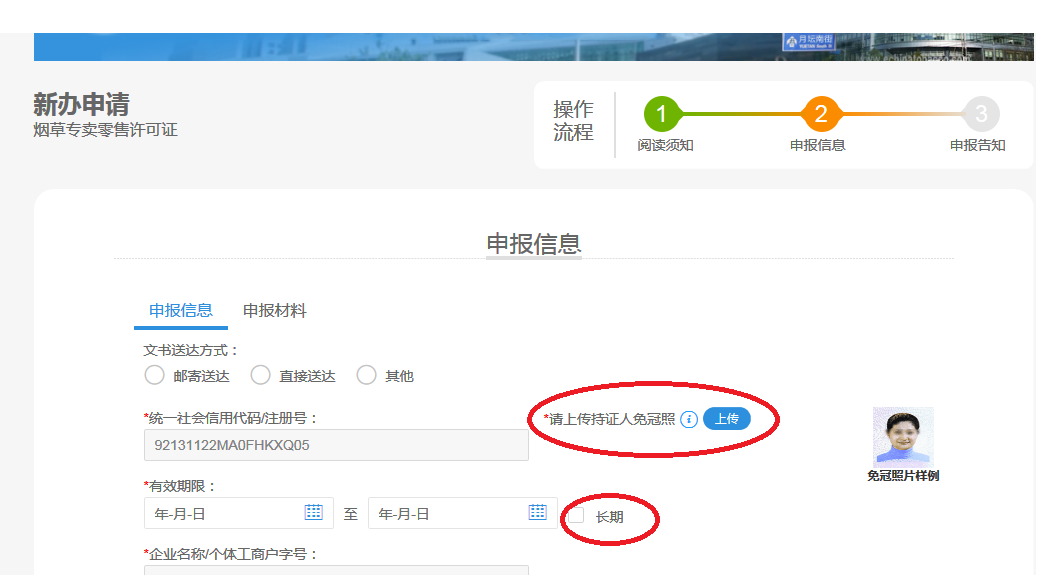 月坛南街
新办申请
烟草专卖零售许可证
操作
流程
1
2
3
阅读须知
申报信息
申报告知
申报信息
申报信息
申报材料
文书送达方式：
邮寄送达
直接送达
其他
*统一社会信用代码/注册号：
*请上传持证人免冠照
i
上传
92131122MA0FHKXQ05
免冠照片样例
*有效期限：
年-月-日
至
年-月-日
长期
*企业名称/个体工商户字号：